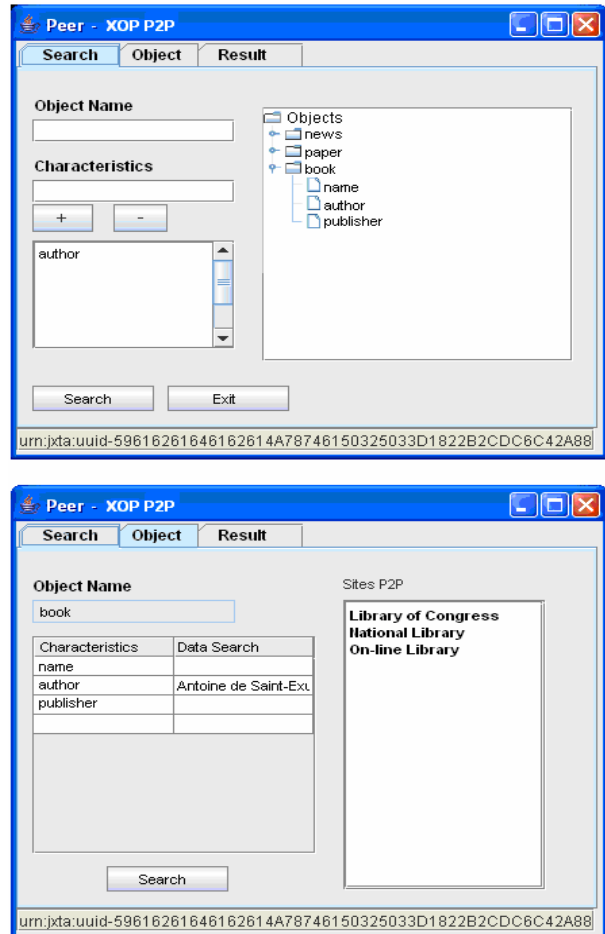 Peer - XOP P2P
Search Object Result
Object Name
Characteristics
+ -
author
Objects
news
paper
book
name
author
publisher
Search Exit
urn:jxta:uuid-59616261646162614A78746150325033D1822B2CDC6C42A88
Peer - XOP P2P
Search Object Result
Object Name
book
Characteristics Data Search
name
author Antoine de Saint-Exu
publisher
Search
Sites P2P
Library of Congress
National Library
On-line Library
urn:jxta:uuid-59616261646162614A78746150325033D1822B2CDC6C42A88